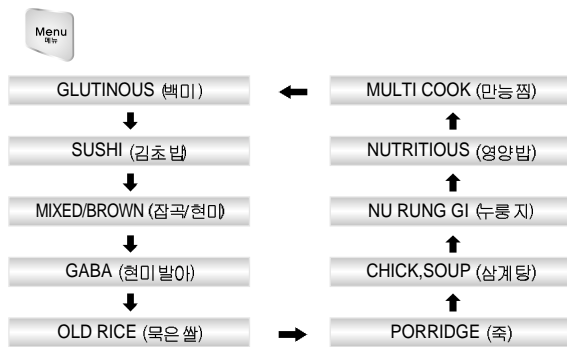 Menu
메뉴
GLUTINOUS (백미)
SUSHI (김초밥)
MIXED/BROWN (잡곡/현미)
GABA (현미 발아)
OLD RICE (묵은 쌀)
PORRIDGE (죽)
CHICK,SOUP (삼계탕)
NU RUNG GI (누룽지)
NUTRITIOUS (영양밥)
MULTI COOK (만능찜)